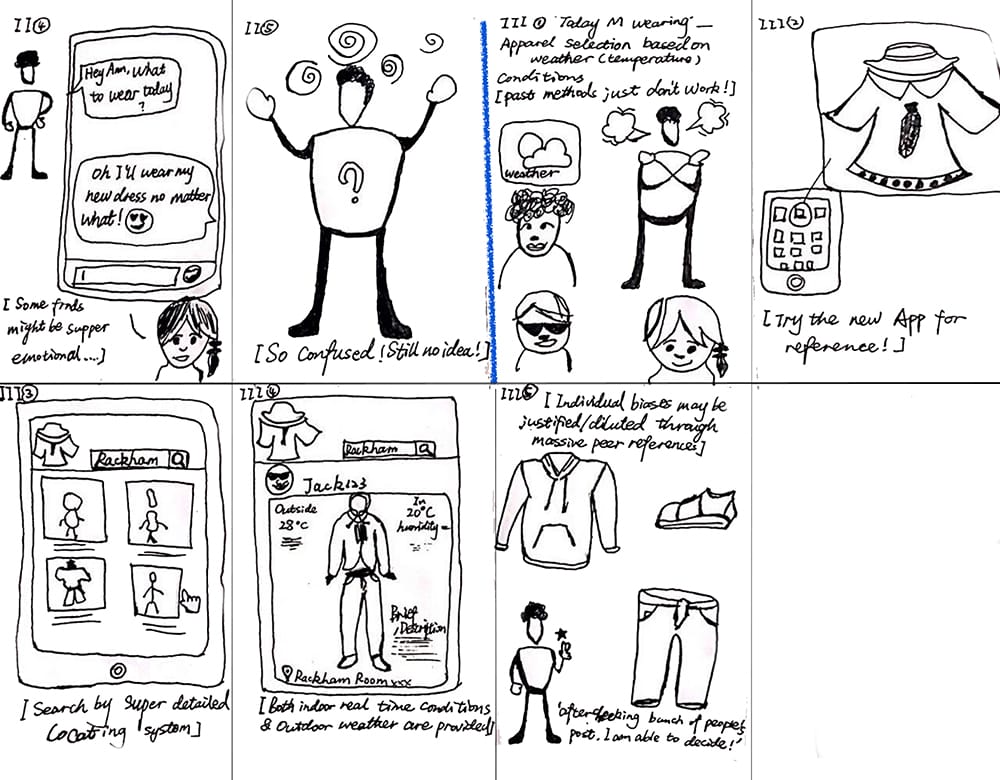 II④
Hey Am, what
to wear today
?
Oh I'll wear my
new dress no matter
what!
[ Some frnds
might be supper
emotional....]
II⑤
?
[So Confused! Still no idea!]
III ① 'Today M wearing' —
Apparel selection based on
weather (temperature)
Conditions
[past methods just don't work!]
weather
III②
[Try the new App for
reference!]
III③
Rackham
[Search by super detailed
Cocating system]
III④
Rackham
Jack123
Outside
28°C
In
20°C
humidity=
Brief
Description
Rackham Room xxx
[Both indoor real time conditions
& Outdoor weather are provided]
III⑤
[Individual biases may be
justified/diluted through
massive peer references]
'after seeking bunch of people's
post. I am able to decide!'